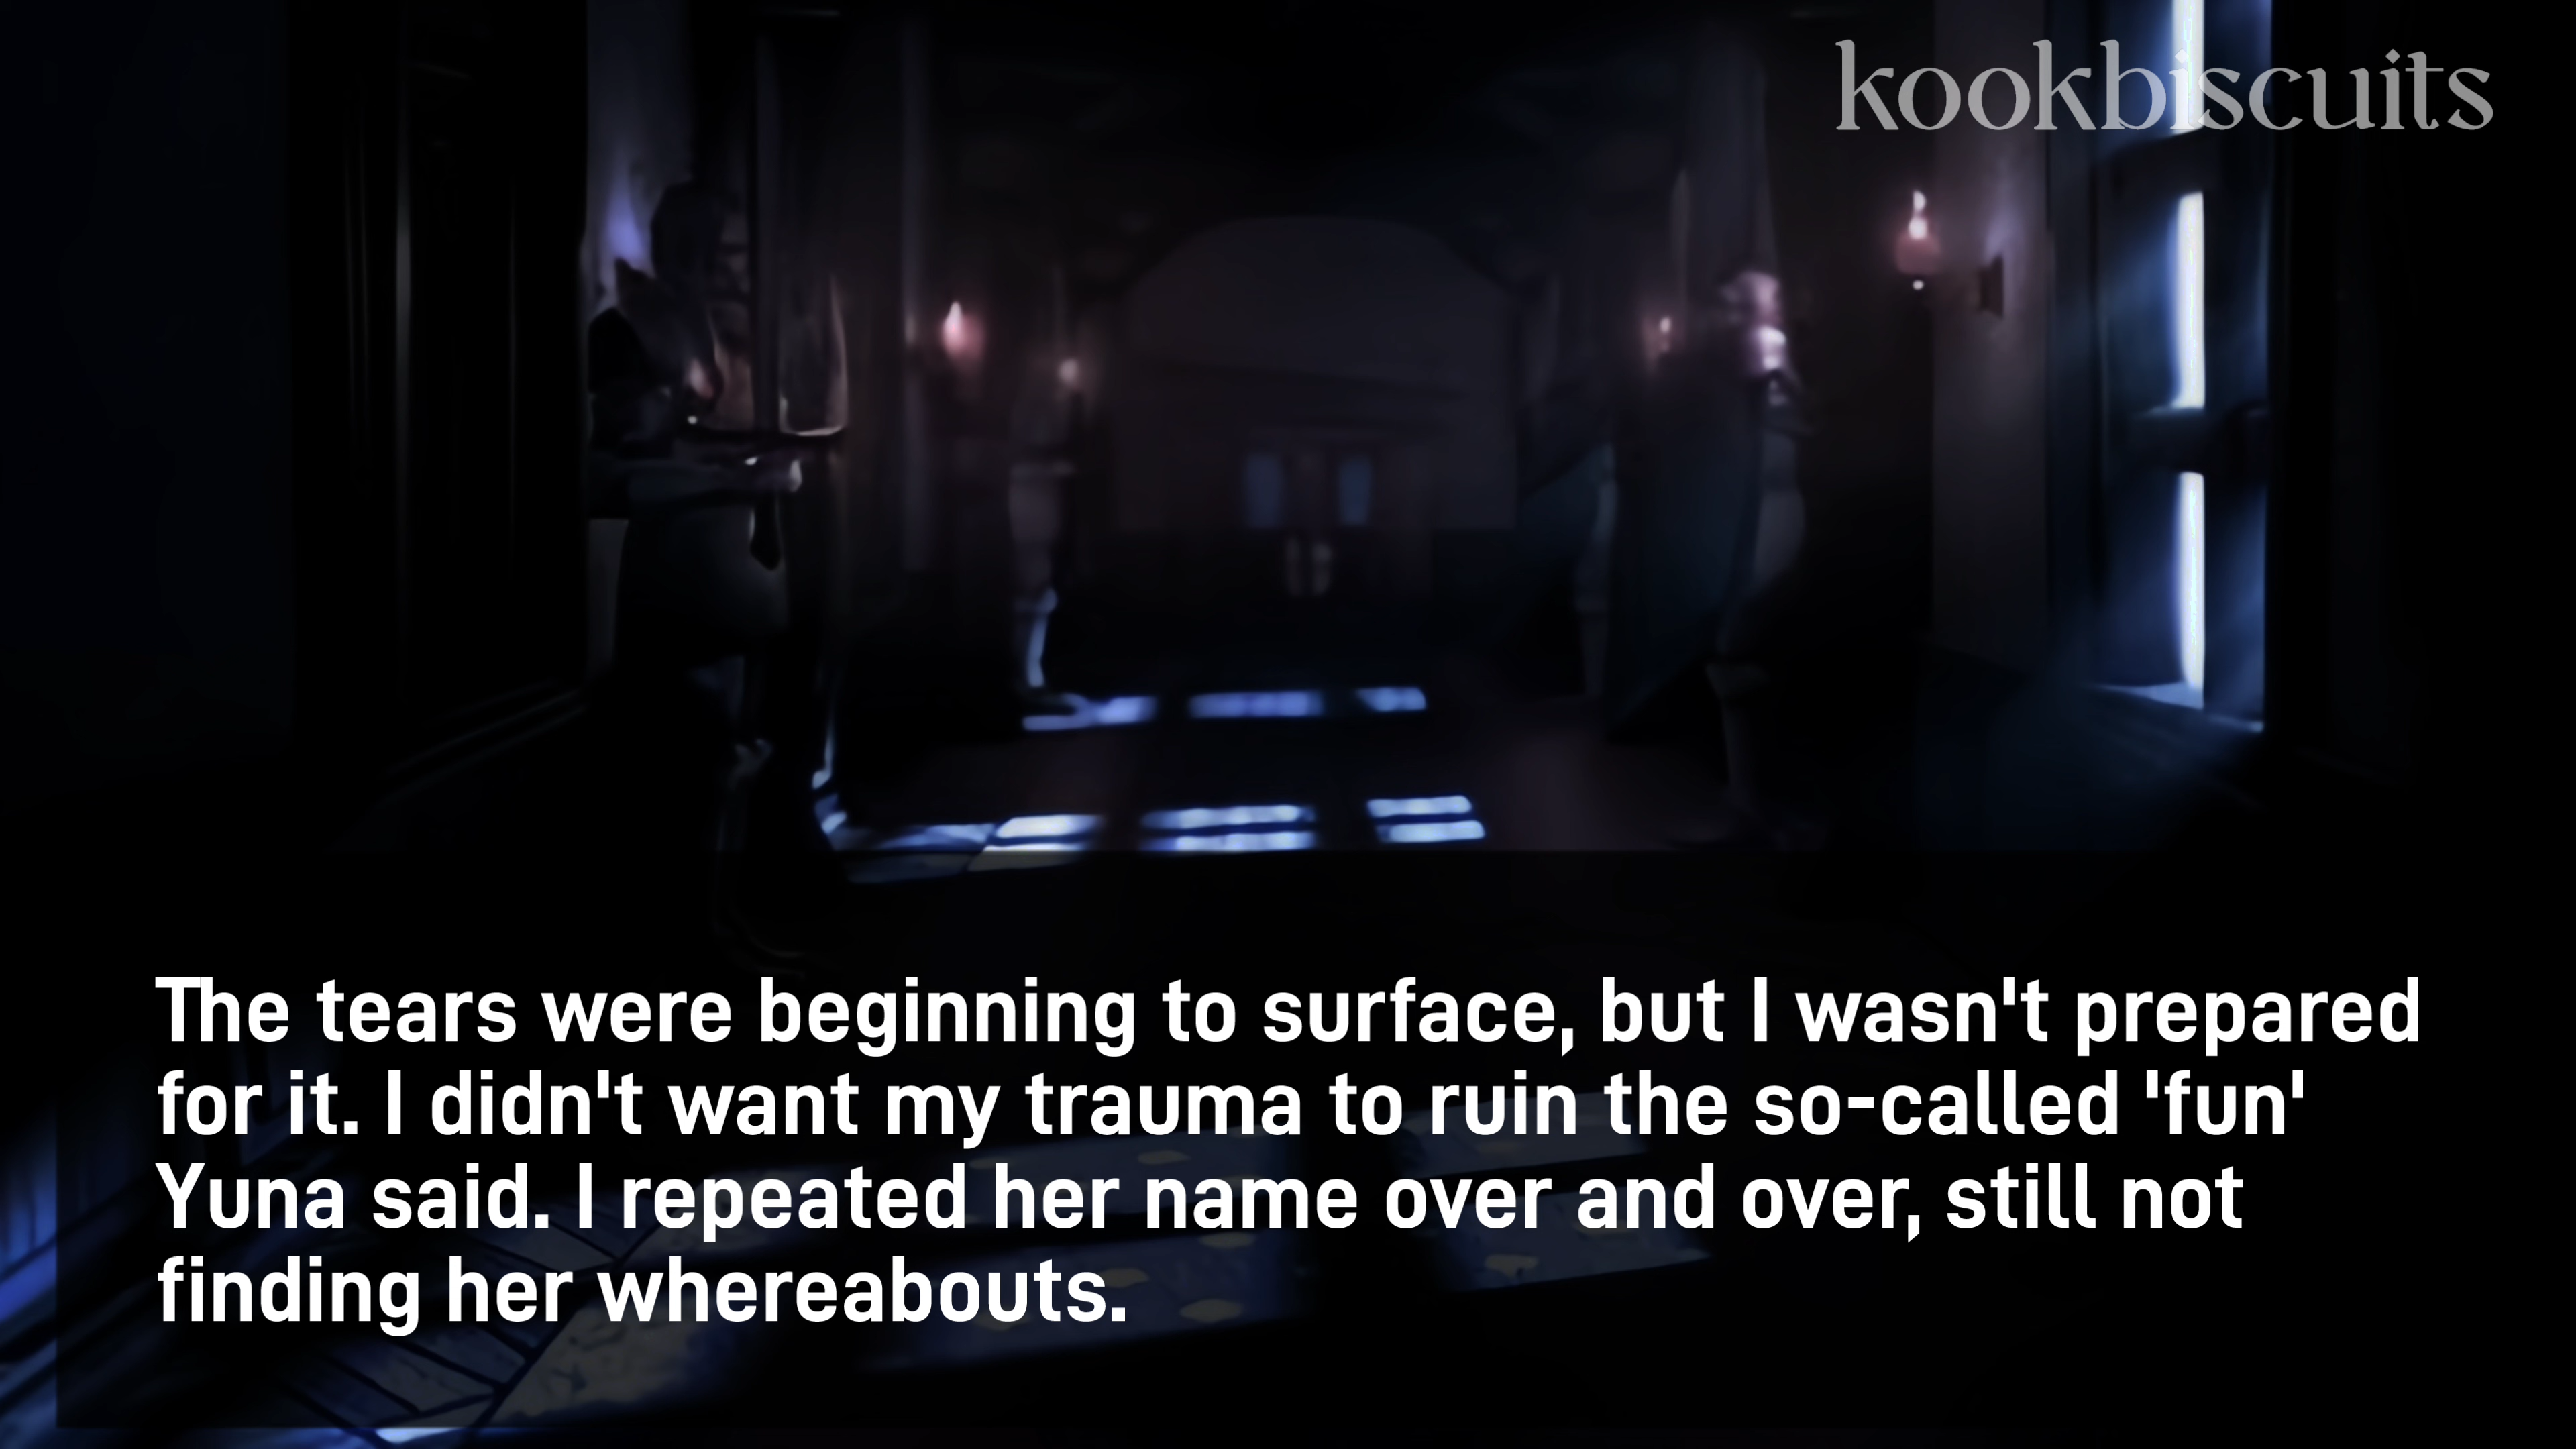 kookbiscuits
The tears were beginning to surface, but I wasn't prepared
for it. I didn't want my trauma to ruin the so-called 'fun'
Yuna said. I repeated her name over and over, still not
finding her whereabouts.